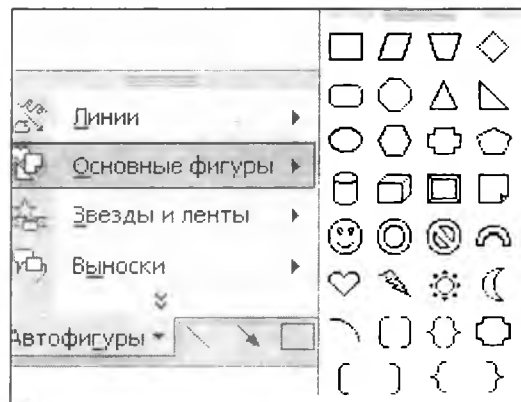 Линии
Основные фигуры
Звезды и ленты
Выноски
Автофигуры